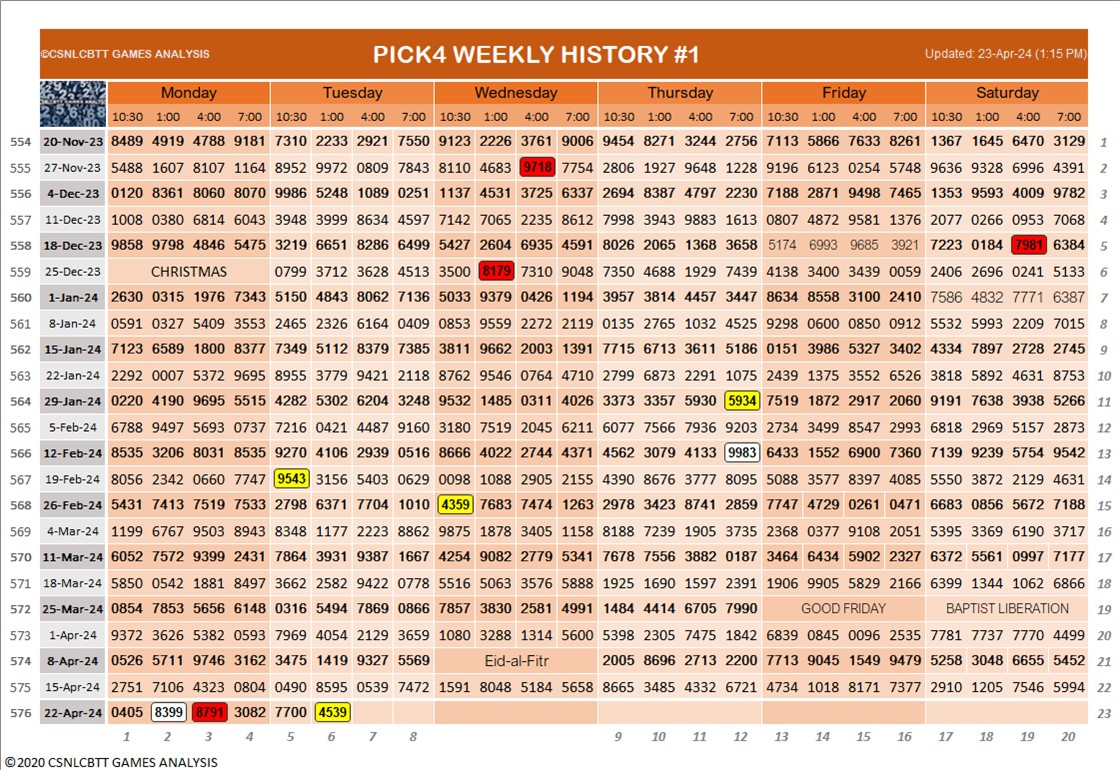 ©CSNLCBTT GAMES ANALYSIS PICK4 WEEKLY HISTORY #1 Updated: 23-Apr-24 (1:15 PM)
Monday Tuesday Wednesday Thursday Friday Saturday
10:30 1:00 4:00 7:00 10:30 1:00 4:00 7:00 10:30 1:00 4:00 7:00 10:30 1:00 4:00 7:00 10:30 1:00 4:00 7:00 10:30 1:00 4:00 7:00
554 20-Nov-23 8489 4919 4788 9181 7310 2233 2921 7550 9123 2226 3761 9006 9454 8271 3244 2756 7113 5866 7633 8261 1367 1645 6470 3129 1
555 27-Nov-23 5488 1607 8107 1164 8952 9972 0809 7843 8110 4683 9718 7754 2806 1927 9648 1228 9196 6123 0254 5748 9636 9328 6996 4391 2
556 4-Dec-23 0120 8361 8060 8070 9986 5248 1089 0251 1137 4531 3725 6337 2694 8387 4797 2230 7188 2871 9498 7465 1353 9593 4009 9782 3
557 11-Dec-23 1008 0380 6814 6043 3948 3999 8634 4597 7142 7065 2235 8612 7998 3943 9883 1613 0807 4872 9581 1376 2077 0266 0953 7068 4
558 18-Dec-23 9858 9798 4846 5475 3219 6651 8286 6499 5427 2604 6935 4591 8026 2065 1368 3658 5174 6993 9685 3921 7223 0184 7981 6384 5
559 25-Dec-23 CHRISTMAS 0799 3712 3628 4513 3500 8179 7310 9048 7350 4688 1929 7439 4138 3400 3439 0059 2406 2696 0241 5133 6
560 1-Jan-24 2630 0315 1976 7343 5150 4843 8062 7136 5033 9379 0426 1194 3957 3814 4457 3447 8634 8558 3100 2410 7586 4832 7771 6387 7
561 8-Jan-24 0591 0327 5409 3553 2465 2326 6164 0409 0853 9559 2272 2119 0135 2765 1032 4525 9298 0600 0850 0912 5532 5993 2209 7015 8
562 15-Jan-24 7123 6589 1800 8377 7349 5112 8379 7385 3811 9662 2003 1391 7715 6713 3611 5186 0151 3986 5327 3402 4334 7897 2728 2745 9
563 22-Jan-24 2292 0007 5372 9695 8955 3779 9421 2118 8762 9546 0764 4710 2799 6873 2291 1075 2439 1375 3552 6526 3818 5892 4631 8753 10
564 29-Jan-24 0220 4190 9695 5515 4282 5302 6204 3248 9532 1485 0311 4026 3373 3357 5930 5934 7519 1872 2917 2060 9191 7638 3938 5266 11
565 5-Feb-24 6788 9497 5693 0737 7216 0421 4487 9160 3180 7519 2045 6211 6077 7566 7936 9203 2734 3499 8547 2993 6818 2969 5157 2873 12
566 12-Feb-24 8535 3206 8031 8535 9270 4106 2939 0516 8666 4022 2744 4371 4562 3079 4133 9983 6433 1552 6900 7360 7139 9239 5754 9542 13
567 19-Feb-24 8056 2342 0660 7747 9543 3156 5403 0629 0098 1088 2905 2155 4390 8676 3777 8095 5088 3577 8397 4085 5550 3872 2129 4631 14
568 26-Feb-24 5431 7413 7519 7533 2798 6371 7704 1010 4359 7683 7474 1263 2978 3423 8741 2859 7747 4729 0261 0471 6683 0856 5672 7188 15
569 4-Mar-24 1199 6767 9503 8943 8348 1177 2223 8862 9875 1878 3405 1158 8188 7239 1905 3735 2368 0377 9108 2051 5395 3369 6190 3717 16
570 11-Mar-24 6052 7572 9399 2431 7864 3931 9387 1667 4254 9082 2779 5341 7678 7556 3882 0187 3464 6434 5902 2327 6372 5561 0997 7177 17
571 18-Mar-24 5850 0542 1881 8497 3662 2582 9422 0778 5516 5063 3576 5888 1925 1690 1597 2391 1906 9905 5829 2166 6399 1344 1062 6866 18
572 25-Mar-24 0854 7853 5656 6148 0316 5494 7869 0866 7857 3830 2581 4991 1484 4414 6705 7990 GOOD FRIDAY BAPTIST LIBERATION 19
573 1-Apr-24 9372 3626 5382 0593 7969 4054 2129 3659 1080 3288 1314 5600 5398 2305 7475 1842 6839 0845 0096 2535 7781 7737 7770 4499 20
574 8-Apr-24 0526 5711 9746 3162 3475 1419 9327 5569 Eid-al-Fitr 2005 8696 2713 2200 7713 9045 1549 9479 5258 3048 6655 5452 21
575 15-Apr-24 2751 7106 4323 0804 0490 8595 0539 7472 1591 8048 5184 5658 8665 3485 4332 6721 4734 1018 8171 7377 2910 1205 7546 5994 22
576 22-Apr-24 0405 8399 8791 3082 7700 4539 23
1 2 3 4 5 6 7 8 9 10 11 12 13 14 15 16 17 18 19 20
©2020 CSNLCBTT GAMES ANALYSIS